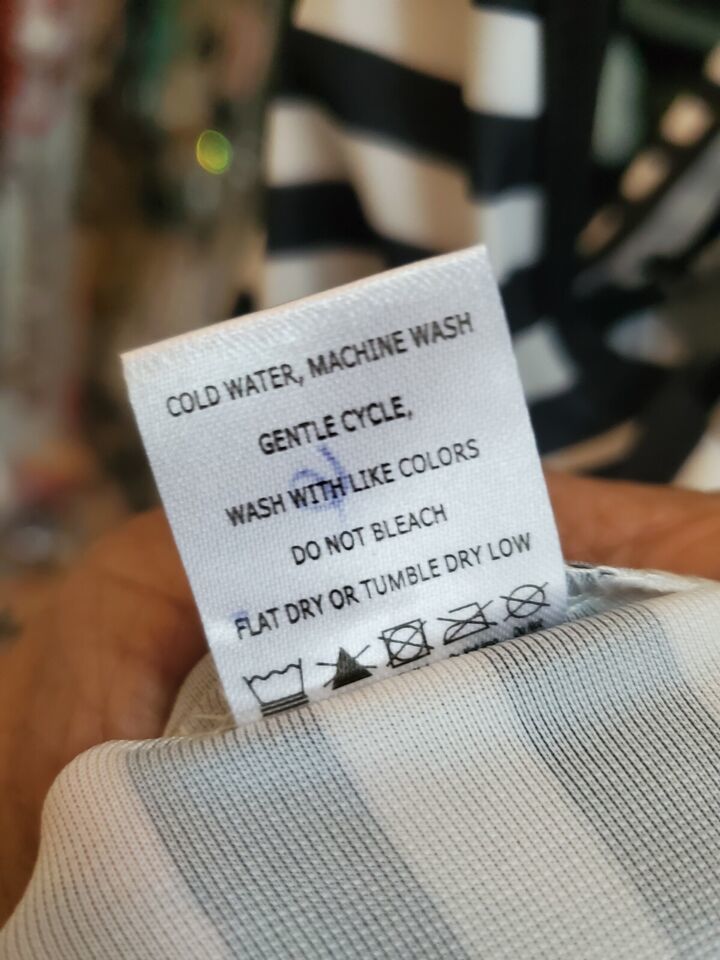 COLD WATER, MACHINE WASH
GENTLE CYCLE,
WASH WITH LIKE COLORS
DO NOT BLEACH
FLAT DRY OR TUMBLE DRY LOW